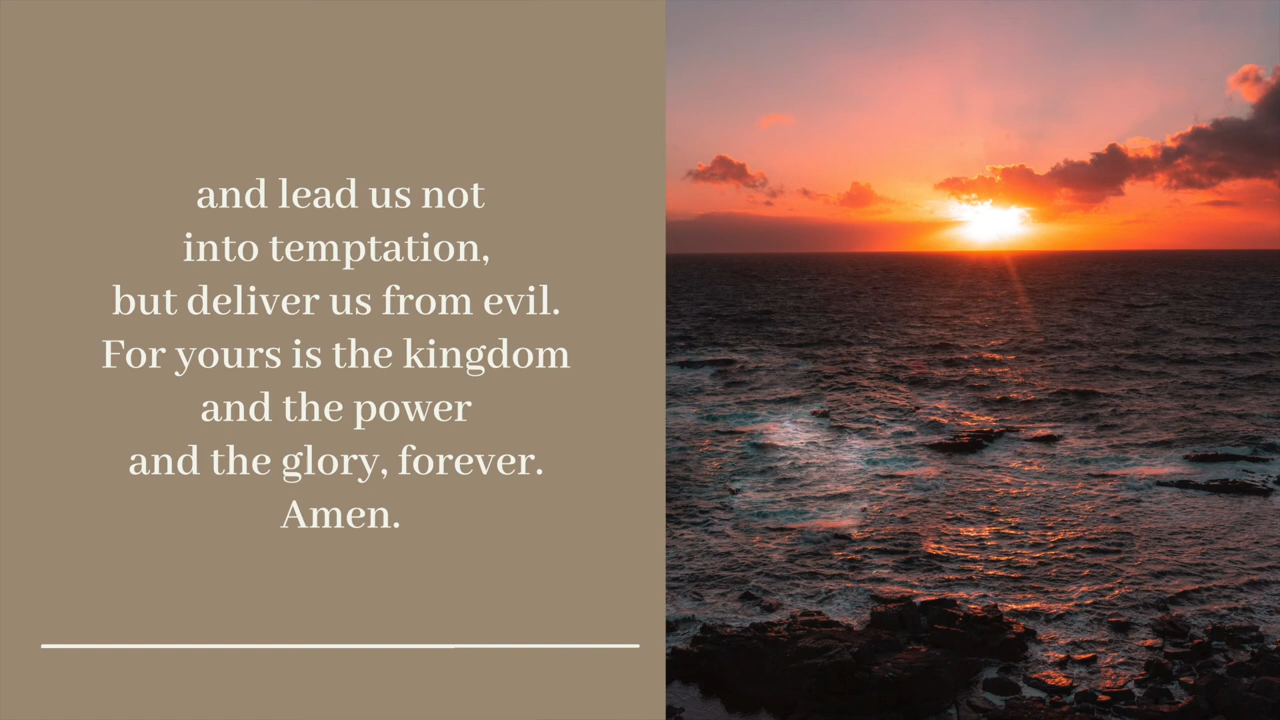 and lead us not
into temptation,
but deliver us from evil.
For yours is the kingdom
and the power
and the glory, forever.
Amen.